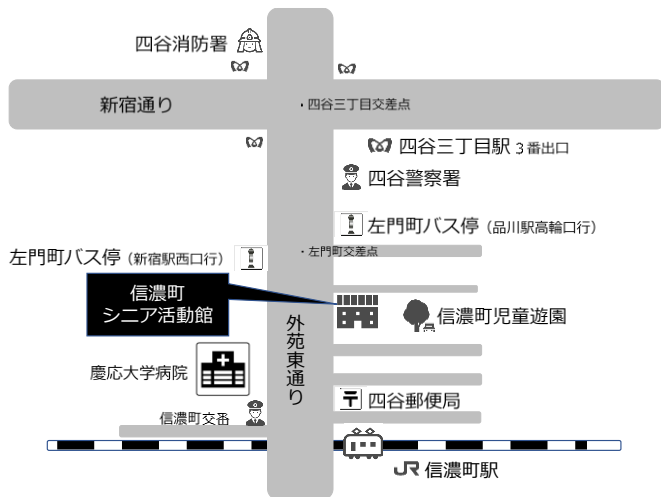 四谷消防署
新宿通り
・四谷三丁目交差点
四谷三丁目駅 3番出口
四谷警察署
左門町バス停（品川駅高輪口行）
左門町バス停（新宿駅西口行）
・左門町交差点
信濃町
シニア活動館
信濃町児童遊園
外苑東通り
慶応大学病院
四谷郵便局
信濃町交番
JR 信濃町駅